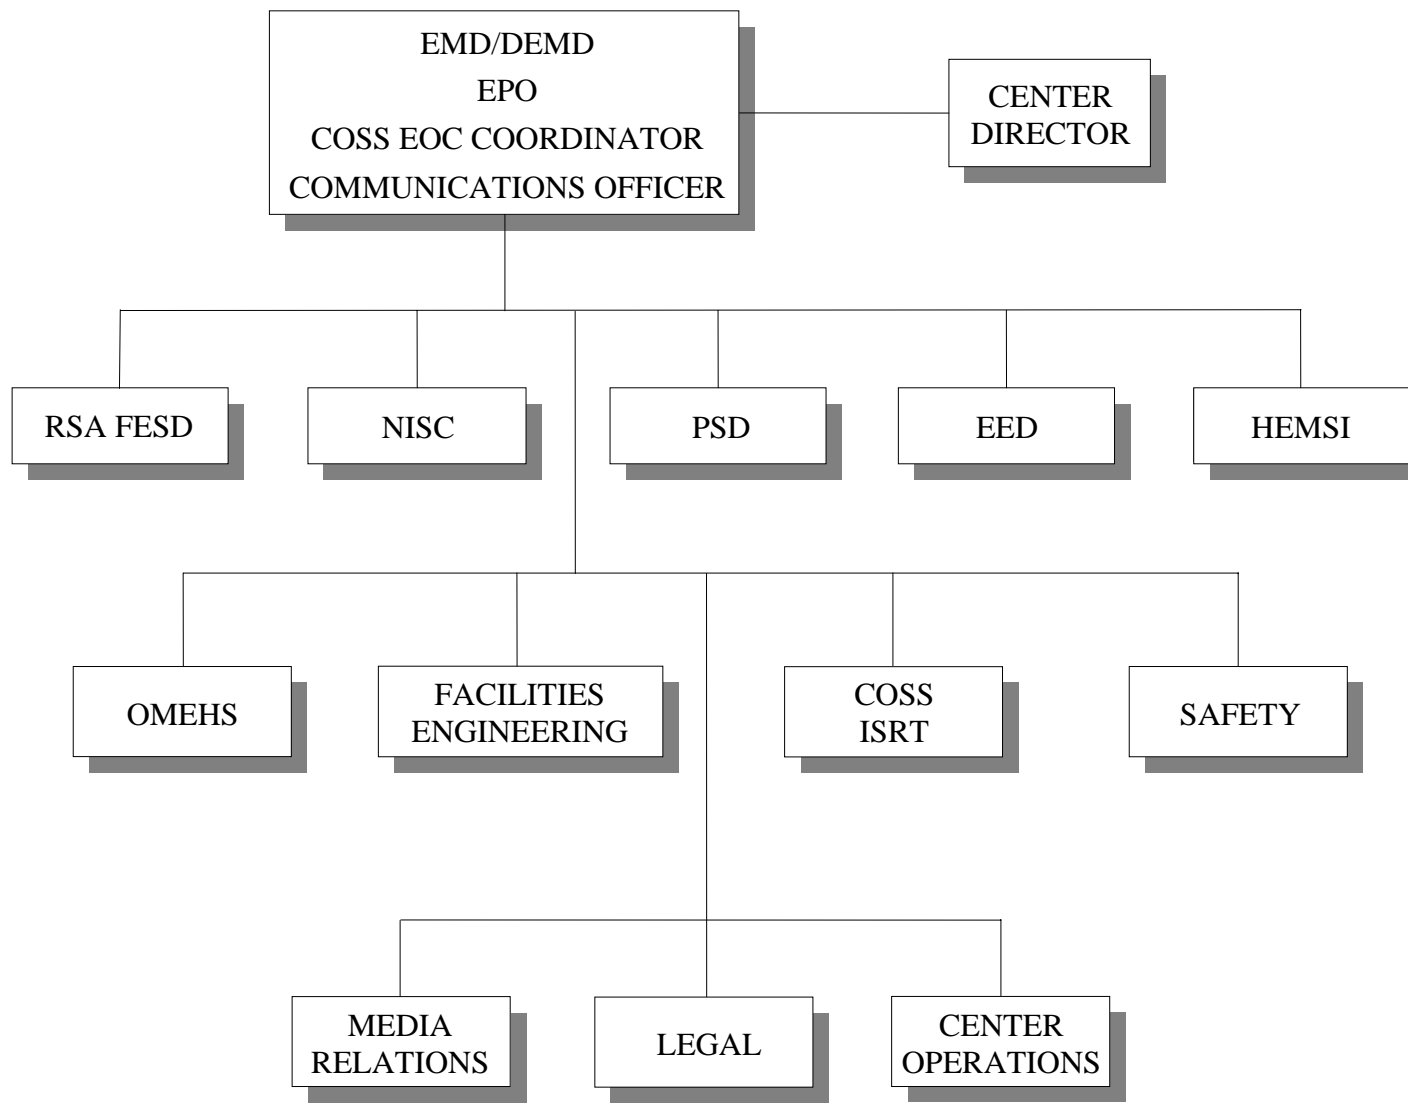 EMD/DEMD
EPO
COSS EOC COORDINATOR
COMMUNICATIONS OFFICER
CENTER
DIRECTOR
RSA FESD
NISC
PSD
EED
HEMSI
OMEHS
FACILITIES
ENGINEERING
COSS
ISRT
SAFETY
MEDIA
RELATIONS
LEGAL
CENTER
OPERATIONS